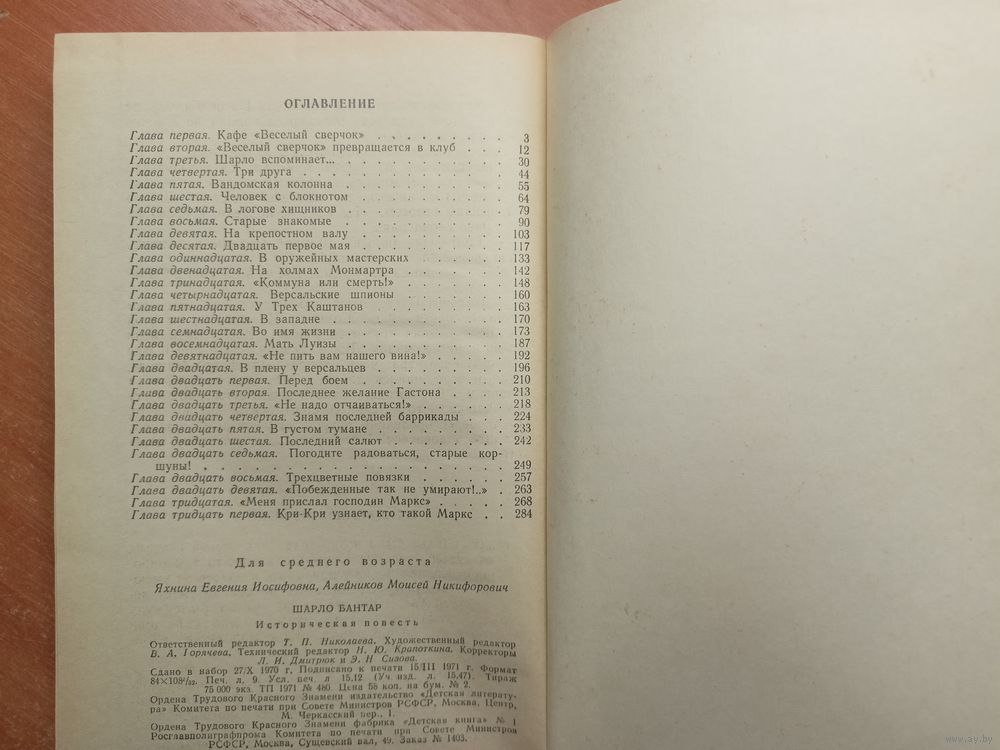 ОГЛАВЛЕНИЕ
Глава первая. Кафе «Веселый сверчок» . . . . . . . . . 3
Глава вторая. «Веселый сверчок» превращается в клуб . . . 12
Глава третья. Шарло вспоминает... . . . . . . . . . . . 30
Глава четвертая. Три друга . . . . . . . . . . . . . 44
Глава пятая. Вандомская колонна . . . . . . . . . . 55
Глава шестая. Человек с блокнотом . . . . . . . . . . 64
Глава седьмая. В логове хищников . . . . . . . . . . 79
Глава восьмая. Старые знакомые . . . . . . . . . . . 90
Глава девятая. На крепостном валу . . . . . . . . . . 103
Глава десятая. Двадцать первое мая . . . . . . . . . 117
Глава одиннадцатая. В оружейных мастерских . . . . . . 133
Глава двенадцатая. На холмах Монмартра . . . . . . . 142
Глава тринадцатая. «Коммуна или смерть!» . . . . . . . 148
Глава четырнадцатая. Версальские шпионы . . . . . . . 160
Глава пятнадцатая. У Трех Каштанов . . . . . . . . . 163
Глава шестнадцатая. В западне . . . . . . . . . . . 170
Глава семнадцатая. Во имя жизни . . . . . . . . . . 173
Глава восемнадцатая. Мать Луизы . . . . . . . . . . 187
Глава девятнадцатая. «Не пить вам нашего вина!» . . . . . 192
Глава двадцатая. В плену у версальцев . . . . . . . . 196
Глава двадцать первая. Перед боем . . . . . . . . . . 210
Глава двадцать вторая. Последнее желание Гастона . . . . 213
Глава двадцать третья. «Не надо отчаиваться!» . . . . . . 218
Глава двадцать четвертая. Знамя последней баррикады . . . 224
Глава двадцать пятая. В густом тумане . . . . . . . . 233
Глава двадцать шестая. Последний салют . . . . . . . . 242
Глава двадцать седьмая. Погодите радоваться, старые кор-
шуны! . . . . . . . . . . . . . . . . . . . 249
Глава двадцать восьмая. Трехцветные повязки . . . . . . 257
Глава двадцать девятая. «Побежденные так не умирают!..» . 263
Глава тридцатая. «Меня прислал господин Маркс» . . . . . 268
Глава тридцать первая. Кри-Кри узнает, кто такой Маркс . . 284
Для среднего возраста
Яхнина Евгения Иосифовна, Алейников Моисей Никифорович
ШАРЛО БАНТАР
Историческая повесть
Ответственный редактор Т. П. Николаева. Художественный редактор
В. А. Горячева. Технический редактор Н. Ю. Крапоткина. Корректоры
Л. И. Дмитрюк и Э. Н. Сизова.
Сдано в набор 27/X 1970 г. Подписано к печати 15/III 1971 г. Формат
84×108¹/₃₂. Печ. л. 9. Усл. печ. л 15,12. (Уч изд. л. 15,47). Тираж
75 000 экз. ТП 1971 № 480. Цена 58 коп. на бум. № 2.
Ордена Трудового Красного Знамени издательство «Детская литерату-
ра» Комитета по печати при Совете Министров РСФСР, Москва, Центр,
М. Черкасский пер., 1.
Ордена Трудового Красного Знамени фабрика «Детская книга» № 1
Росглавполиграфпрома Комитета по печати при Совете Министров
РСФСР, Москва, Сущевский вал, 49. Заказ № 1403.
www.ay.by